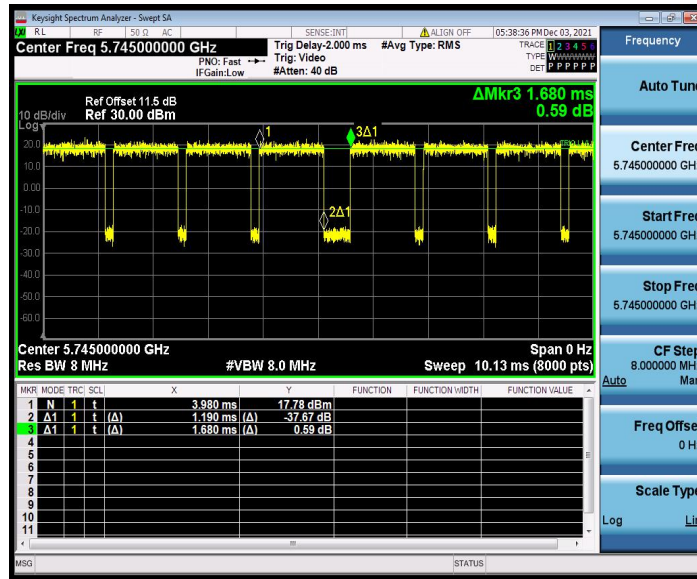 Keysight Spectrum Analyzer - Swept SA
LXI RL RF 50 Ω AC SENSE:INT ALIGN OFF 05:38:36 PM Dec 03, 2021
Center Freq 5.745000000 GHz
PNO: Fast
IFGain:Low
Trig Delay-2.000 ms
Trig: Video
#Atten: 40 dB
#Avg Type: RMS
TRACE 1 2 3 4 5 6
TYPE WWWWWW
DET P P P P P P
Frequency
Auto Tune
Center Freq
5.745000000 GH
Start Freq
5.745000000 GH
Stop Freq
5.745000000 GH
CF Step
8.000000 MH
Auto Man
Freq Offse
0 H
Scale Type
Log Lin
ΔMkr3 1.680 ms
0.59 dB
Ref Offset 11.5 dB
10 dB/div Ref 30.00 dBm
Log
1
3Δ1
2Δ1
20.0
10.0
0.00
-10.0
-20.0
-30.0
-40.0
-50.0
-60.0
Center 5.745000000 GHz Span 0 Hz
Res BW 8 MHz #VBW 8.0 MHz Sweep 10.13 ms (8000 pts)
MKR MODE TRC SCL X Y FUNCTION FUNCTION WIDTH FUNCTION VALUE
1 N 1 t 3.980 ms 17.78 dBm
2 Δ1 1 t (Δ) 1.190 ms (Δ) -37.67 dB
3 Δ1 1 t (Δ) 1.680 ms (Δ) 0.59 dB
4
5
6
7
8
9
10
11
MSG STATUS